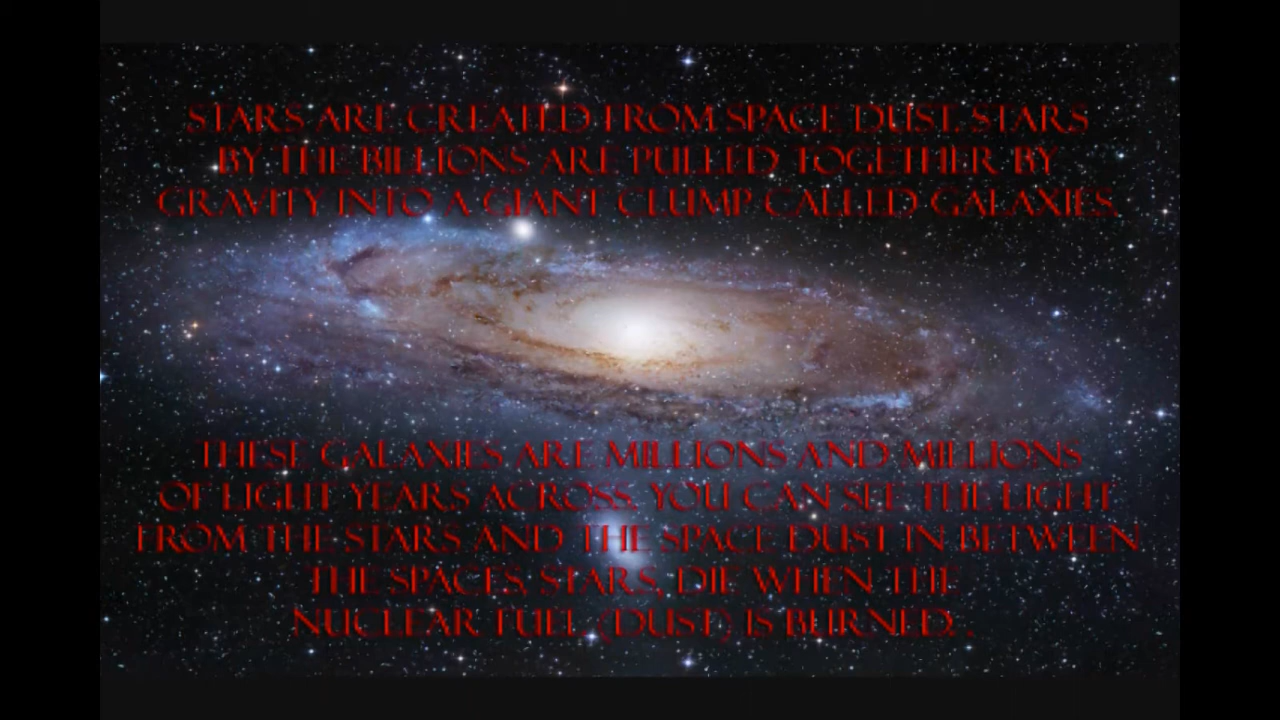 STARS ARE CREATED FROM SPACE DUST. STARS
BY THE BILLIONS ARE PULLED TOGETHER BY
GRAVITY INTO A GIANT CLUMP CALLED GALAXIES.
THESE GALAXIES ARE MILLIONS AND MILLIONS
OF LIGHT YEARS ACROSS. YOU CAN SEE THE LIGHT
FROM THE STARS AND THE SPACE DUST IN BETWEEN
THE SPACES, STARS, DIE WHEN THE
NUCLEAR FUEL (DUST) IS BURNED. .